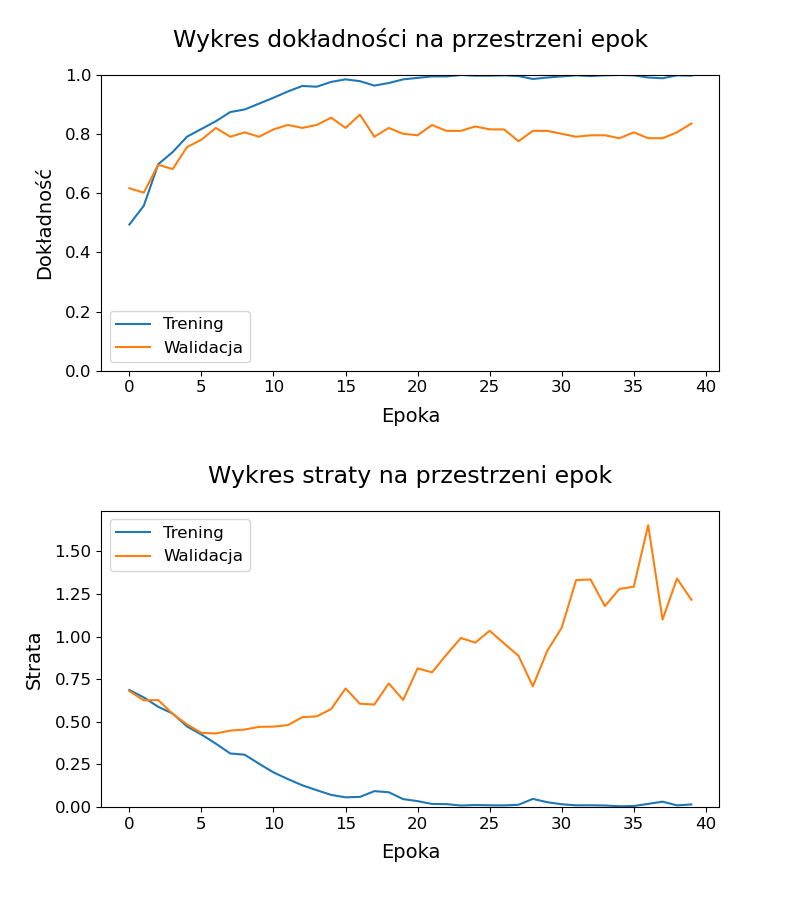 Wykres dokładności na przestrzeni epok
1.0
0.8
0.6
0.4
0.2
0.0
Dokładność
Trening
Walidacja
0 5 10 15 20 25 30 35 40
Epoka
Wykres straty na przestrzeni epok
1.50
1.25
1.00
0.75
0.50
0.25
0.00
Strata
Trening
Walidacja
0 5 10 15 20 25 30 35 40
Epoka